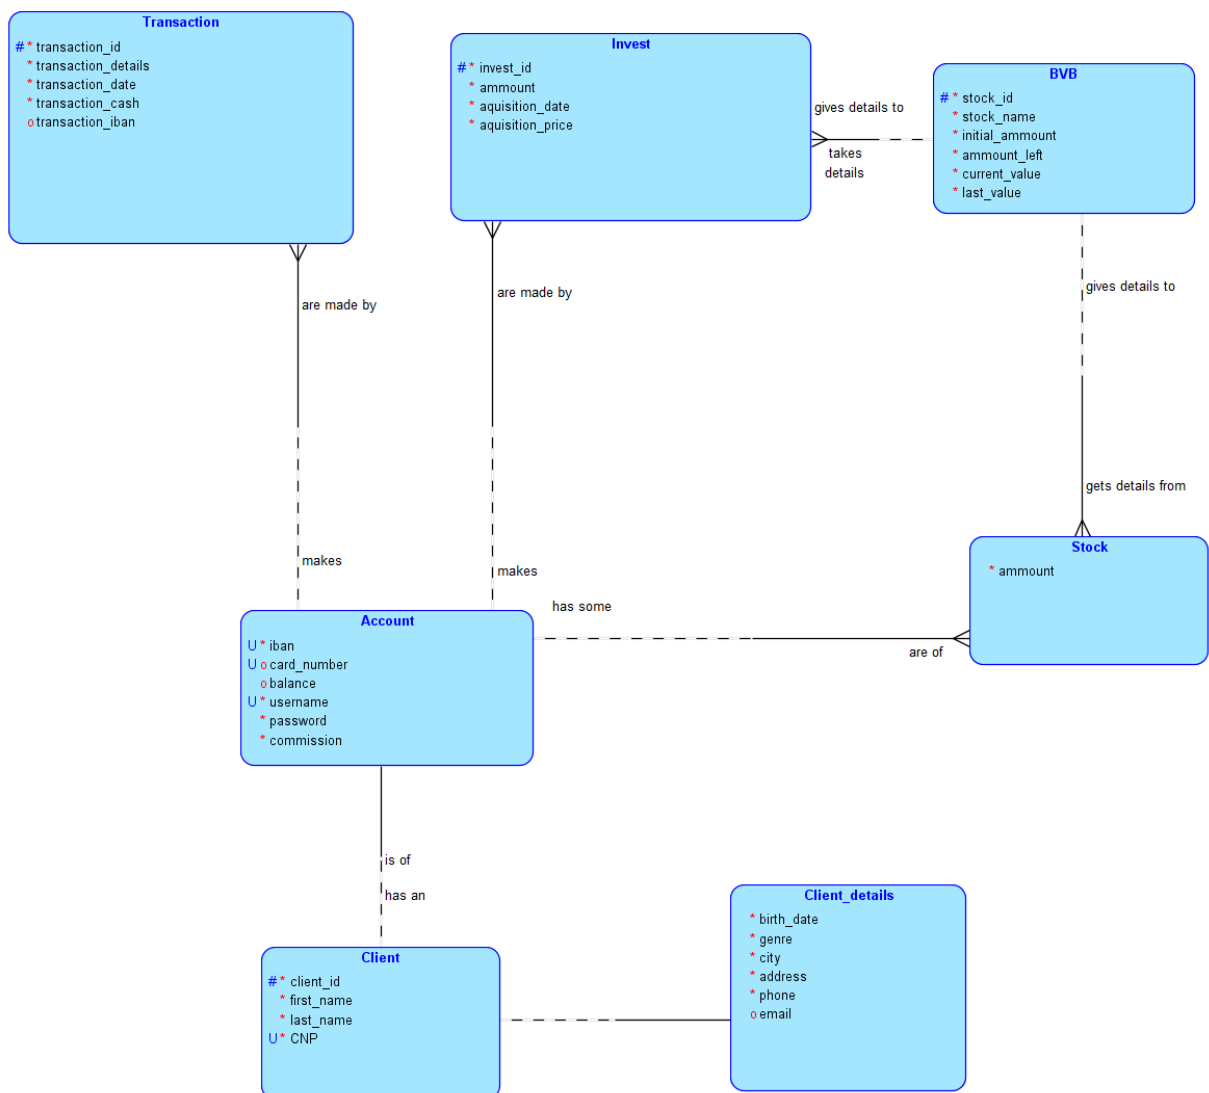 Transaction
# * transaction_id
* transaction_details
* transaction_date
* transaction_cash
o transaction_iban
Invest
# * invest_id
* ammount
* aquisition_date
* aquisition_price
BVB
# * stock_id
* stock_name
* initial_ammount
* ammount_left
* current_value
* last_value
gives details to
takes
details
are made by
are made by
gives details to
gets details from
makes
makes
has some
are of
Stock
* ammount
Account
U * iban
U o card_number
o balance
U * username
* password
* commission
is of
has an
Client
# * client_id
* first_name
* last_name
U * CNP
Client_details
* birth_date
* genre
* city
* address
* phone
o email